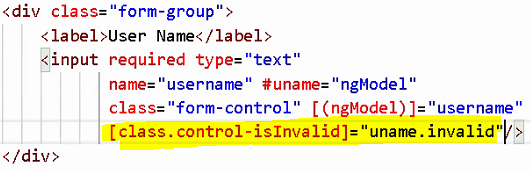 <div class="form-group">
<label>User Name</label>
<input required type="text"
name="username" #uname="ngModel"
class="form-control" [(ngModel)]="username"
[class.control-isInvalid]="uname.invalid"/>
</div>